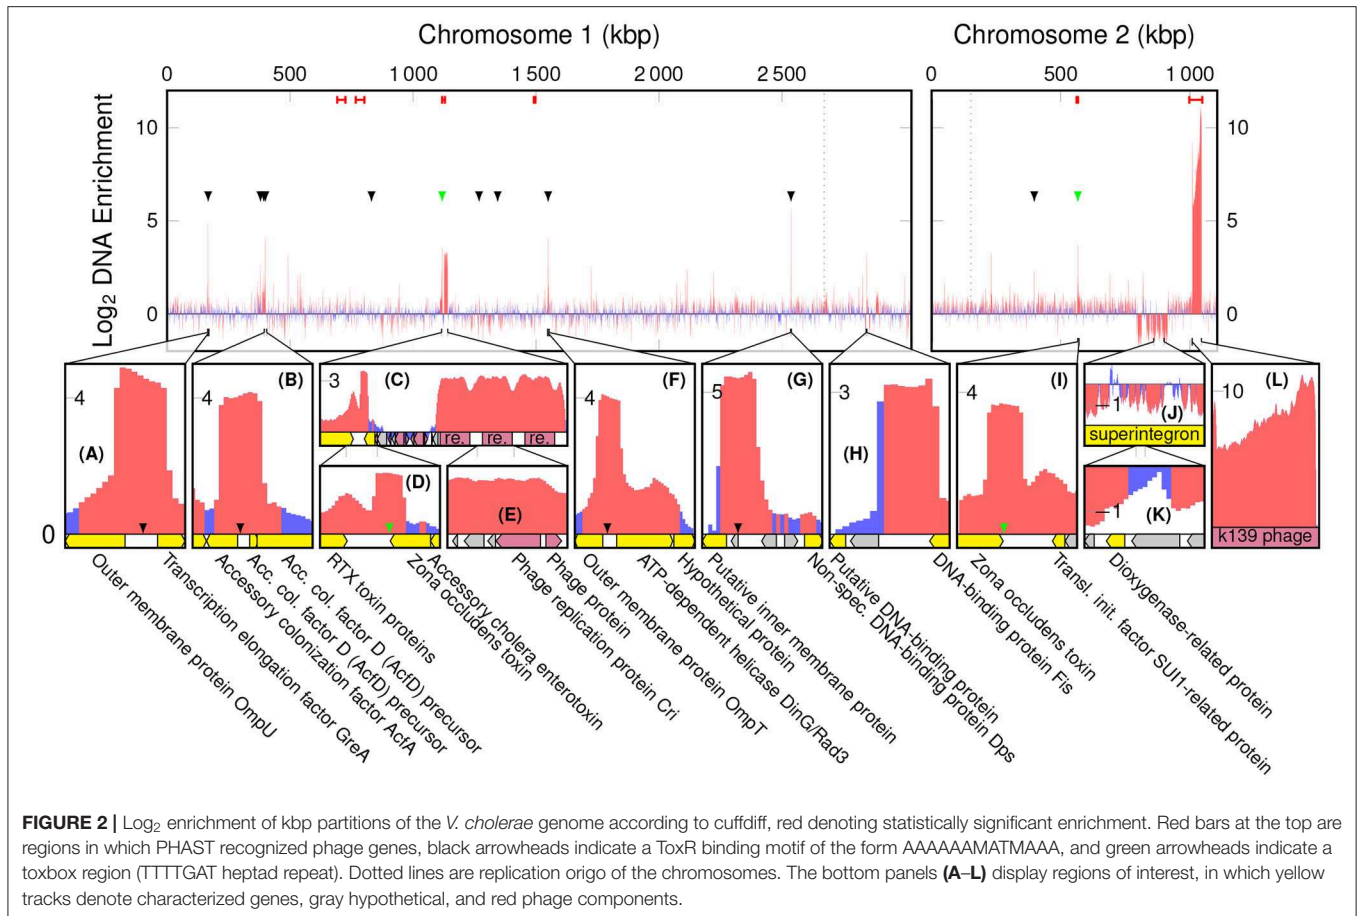 Chromosome 1 (kbp)
Chromosome 2 (kbp)
0 500 1 000 1 500 2 000 2 500
0 500 1 000
Log2 DNA Enrichment
10
5
0
10
5
0
4
(A)
0
4
(B)
3
(C)
re. re. re.
(D)
(E)
4
(F)
5
(G)
3
(H)
4
(I)
−1
(J)
superintegron
−1
(K)
10
(L)
k139 phage
Outer membrane protein OmpU
Transcription elongation factor GreA
Accessory colonization factor AcfA
Acc. col. factor D (AcfD) precursor
Acc. col. factor D (AcfD) precursor
RTX toxin proteins
Zona occludens toxin
Accessory cholera enterotoxin
Phage replication protein Cri
Phage protein
Outer membrane protein OmpT
ATP-dependent helicase DinG/Rad3
Hypothetical protein
Putative inner membrane protein
Non-spec. DNA-binding protein Dps
Putative DNA-binding protein
DNA-binding protein Fis
Zona occludens toxin
Transl. init. factor SUI1-related protein
Dioxygenase-related protein
FIGURE 2 | Log2 enrichment of kbp partitions of the V. cholerae genome according to cuffdiff, red denoting statistically significant enrichment. Red bars at the top are
regions in which PHAST recognized phage genes, black arrowheads indicate a ToxR binding motif of the form AAAAAAMATMAAA, and green arrowheads indicate a
toxbox region (TTTTGAT heptad repeat). Dotted lines are replication origo of the chromosomes. The bottom panels (A–L) display regions of interest, in which yellow
tracks denote characterized genes, gray hypothetical, and red phage components.